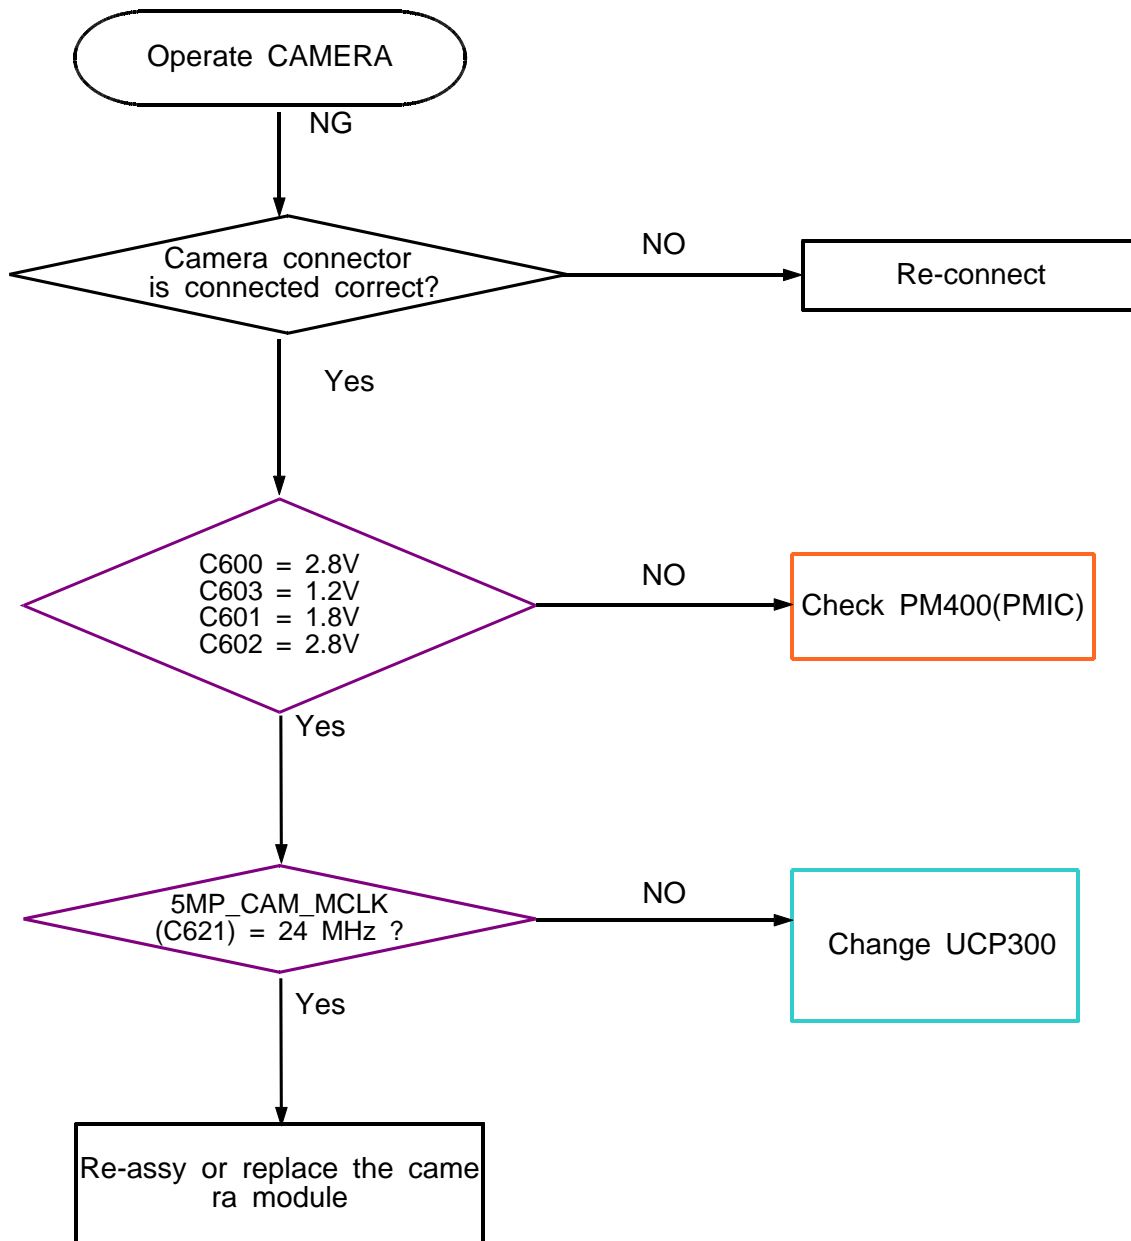 Operate CAMERA
NG
Camera connector
is connected correct?
NO
Re-connect
Yes
C600 = 2.8V
C603 = 1.2V
C601 = 1.8V
C602 = 2.8V
NO
Check PM400(PMIC)
Yes
5MP_CAM_MCLK
(C621) = 24 MHz ?
NO
Change UCP300
Yes
Re-assy or replace the came
ra module